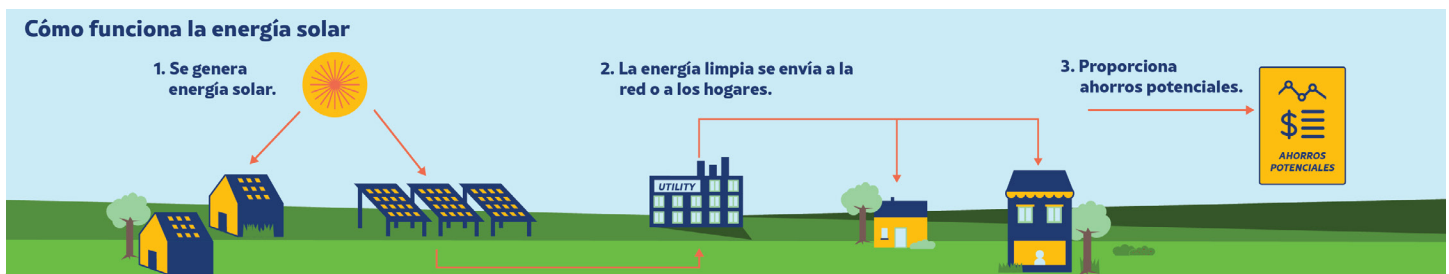 Cómo funciona la energía solar
1. Se genera
energía solar.
2. La energía limpia se envía a la
red o a los hogares.
3. Proporciona
ahorros potenciales.
UTILITY
$
AHORROS
POTENCIALES